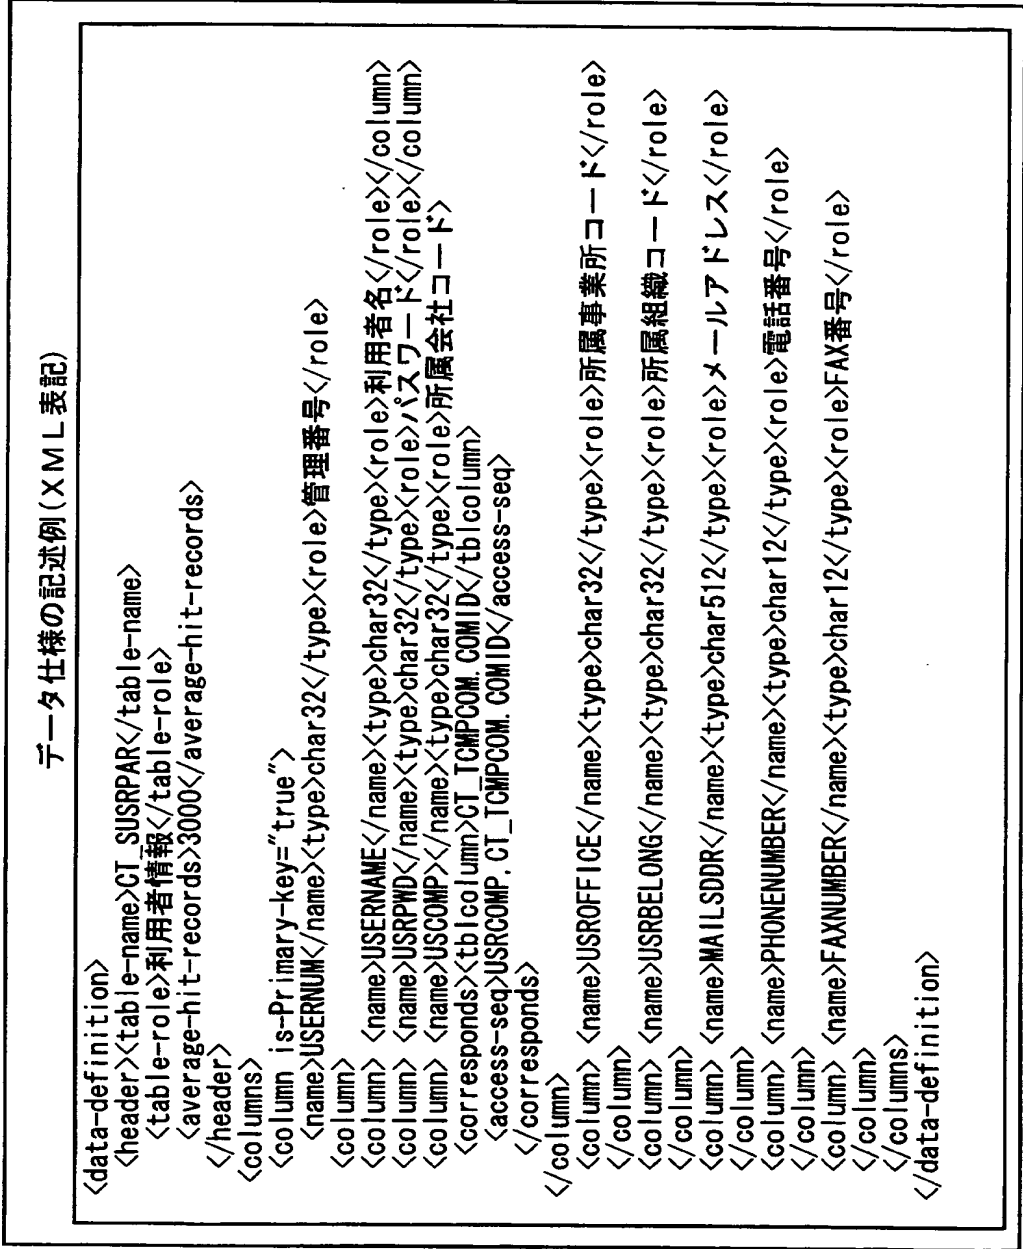 データ仕様の記述例(XML表記)
<data-definition>
<header><table-name>CT_SUSRPAR</table-name>
<table-role>利用者情報</table-role>
<average-hit-records>3000</average-hit-records>
</header>
<columns>
<column is-Primary-key="true">
<name>USERNUM</name><type>char32</type><role>管理番号</role>
<column>
<column> <name>USERNAME</name><type>char32</type><role>利用者名</role></column>
<column> <name>USRPWD</name><type>char32</type><role>パスワード</role></column>
<column> <name>USCOMP></name><type>char32</type><role>所属会社コード>
<corresponds><tblcolumn>CT_TCMPCOM.COMID</tblcolumn>
<access-seq>USRCOMP,CT_TCMPCOM.COMID</access-seq>
</corresponds>
</column>
<column> <name>USROFFICE</name><type>char32</type><role>所属事業所コード</role>
</column>
<column> <name>USRBELONG</name><type>char32</type><role>所属組織コード</role>
</column>
<column> <name>MAILSDDR</name><type>char512</type><role>メールアドレス</role>
</column>
<column> <name>PHONENUMBER</name><type>char12</type><role>電話番号</role>
</column>
<column> <name>FAXNUMBER</name><type>char12</type><role>FAX番号</role>
</column>
</columns>
</data-definition>